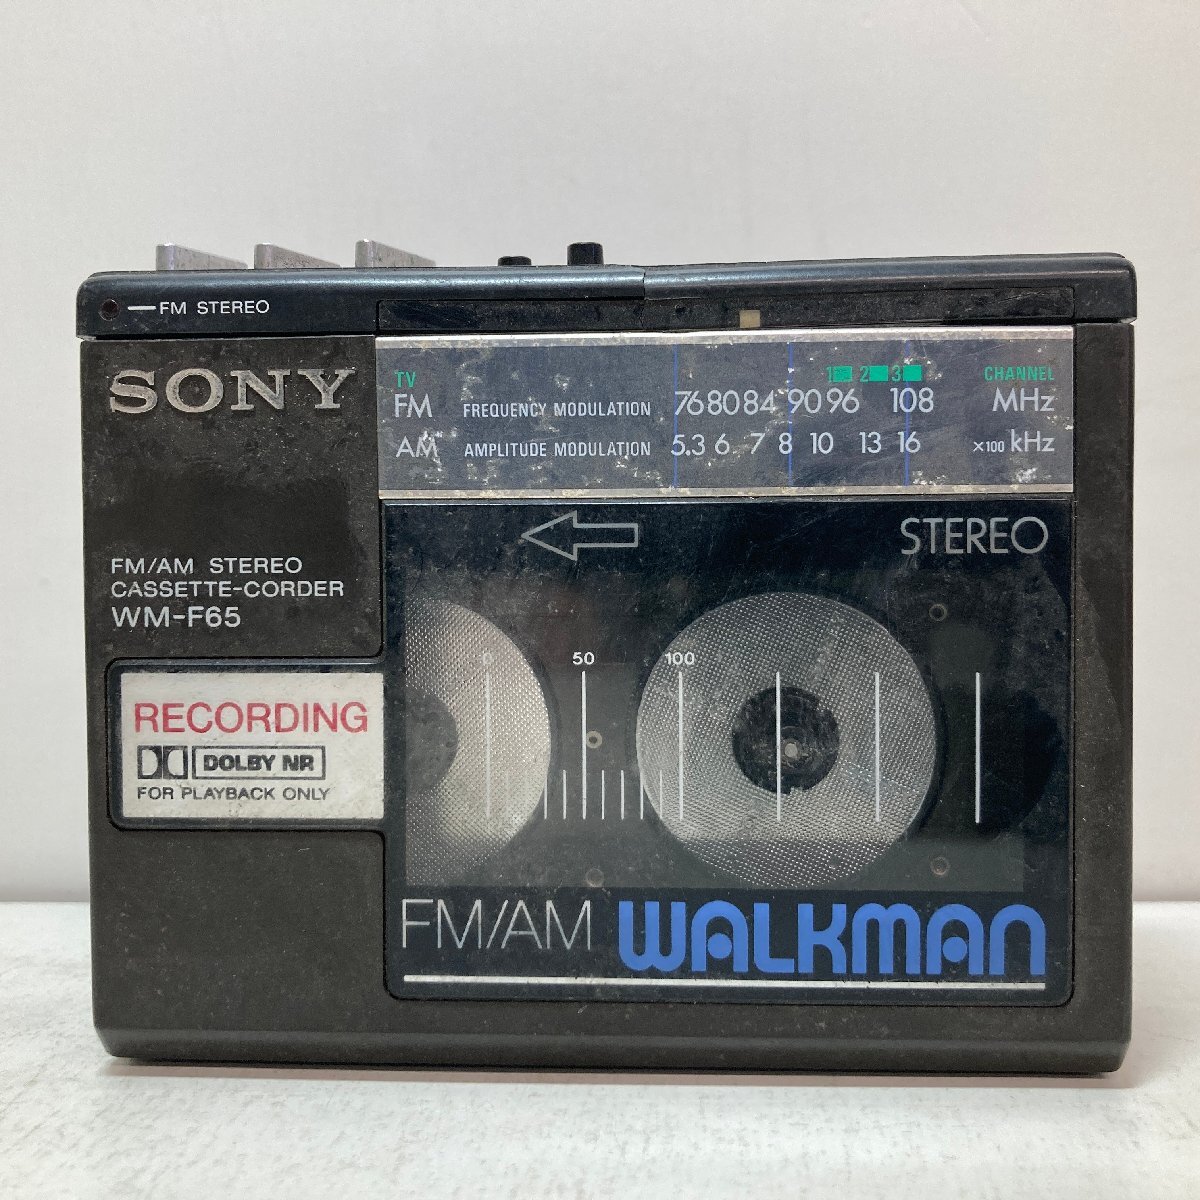 FM STEREO
SONY
TV 1 2 3 CHANNEL
FM FREQUENCY MODULATION 76 80 84 90 96 108 MHz
AM AMPLITUDE MODULATION 5.3 6 7 8 10 13 16 ×100 kHz
STEREO
FM/AM STEREO
CASSETTE-CORDER
WM-F65
0 50 100
RECORDING
DOLBY NR
FOR PLAYBACK ONLY
FM/AM WALKMAN